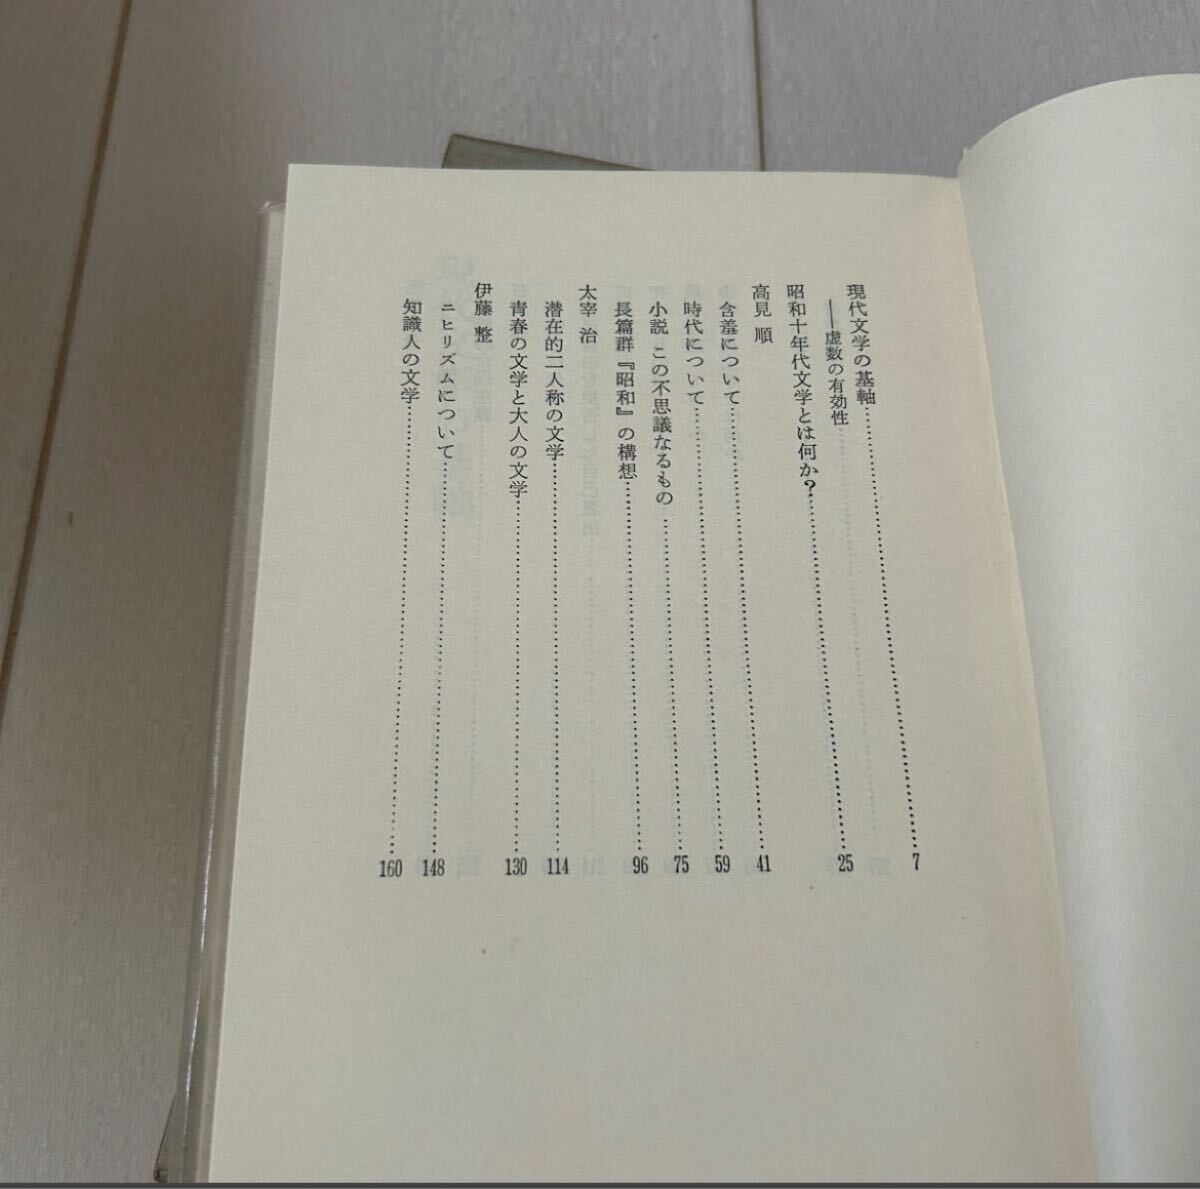 現代文学の基軸……7
――虚数の有効性
昭和十年代文学とは何か?……25
高見 順
含羞について……41
時代について……59
小説 この不思議なるもの……75
長篇群『昭和』の構想……96
太宰 治
潜在的二人称の文学……114
青春の文学と大人の文学……130
伊藤 整
ニヒリズムについて……148
知識人の文学……160